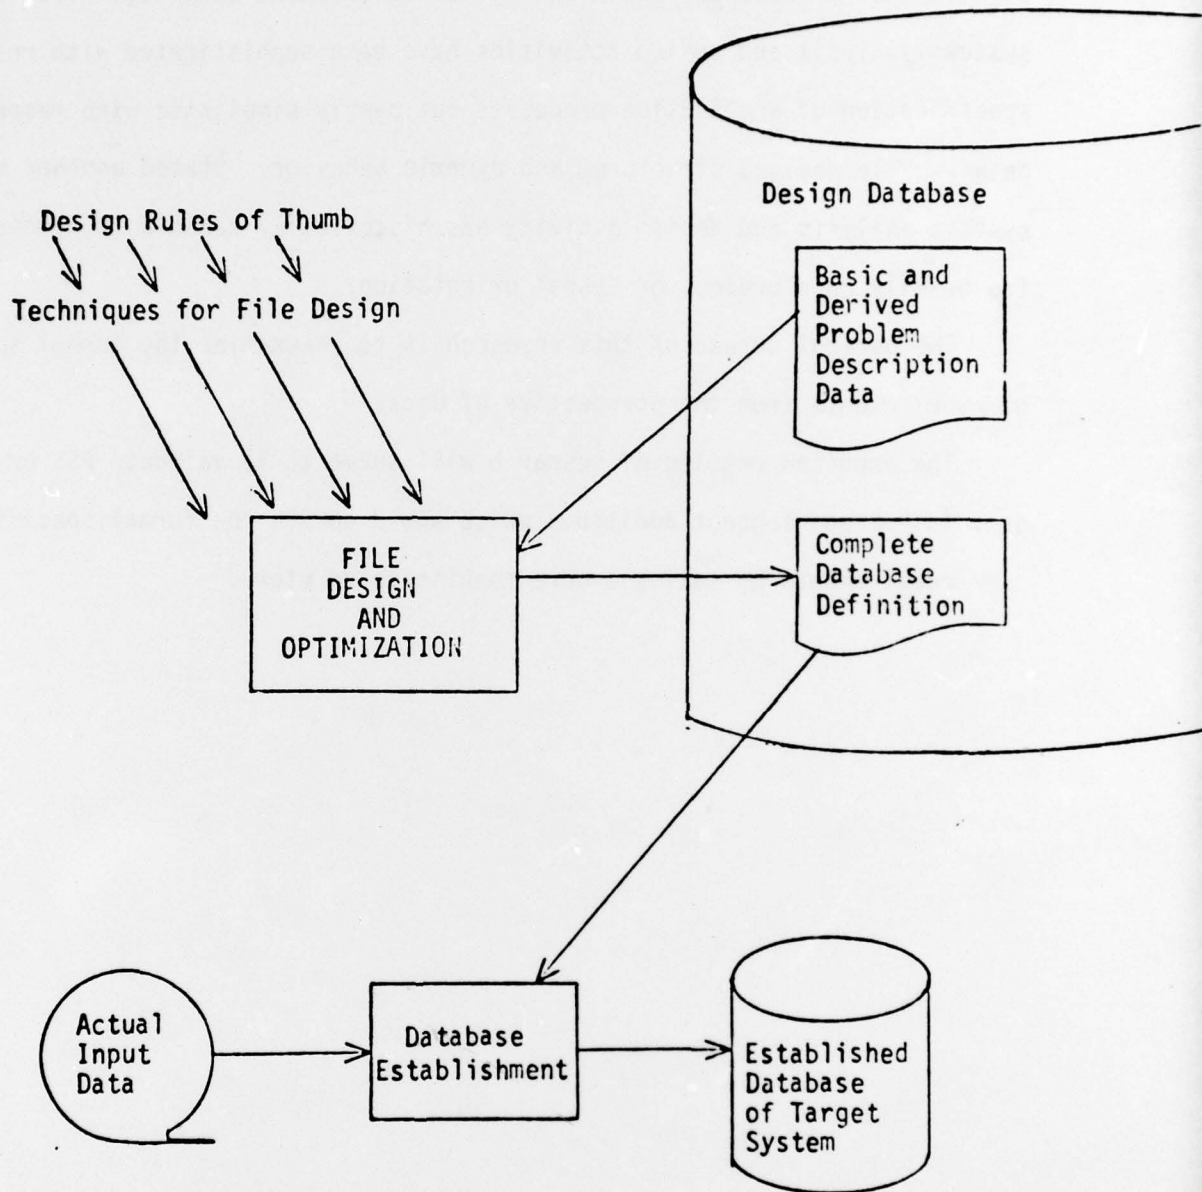 Design Database
Design Rules of Thumb
Techniques for File Design
Basic and
Derived
Problem
Description
Data
FILE
DESIGN
AND
OPTIMIZATION
Complete
Database
Definition
Actual
Input
Data
Database
Establishment
Established
Database
of Target
System